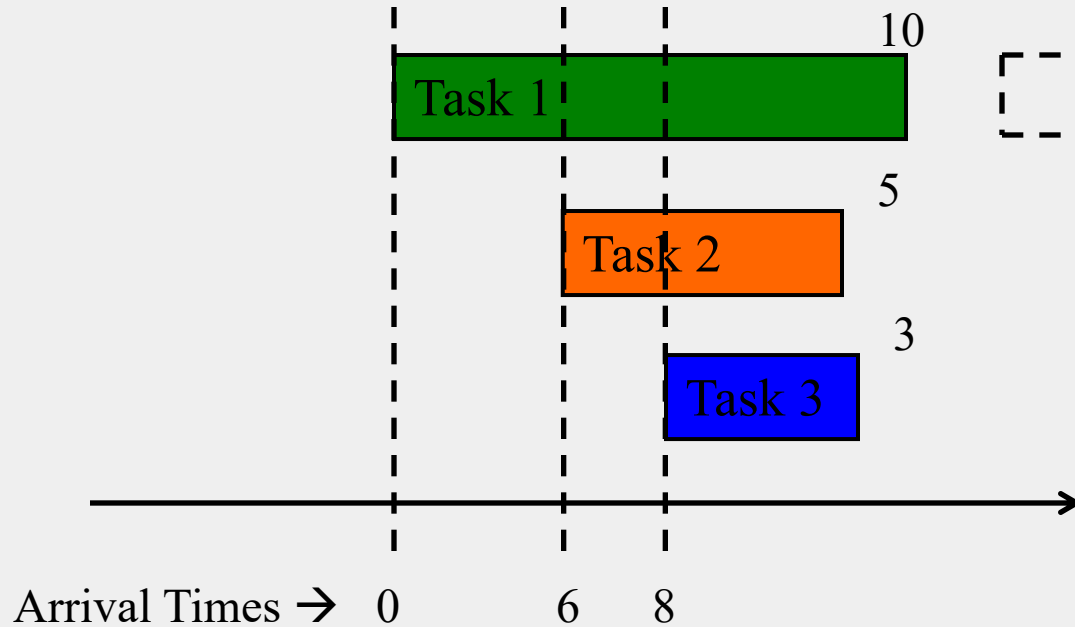 10
Task 1
5
Task 2
3
Task 3
Arrival Times → 0 6 8